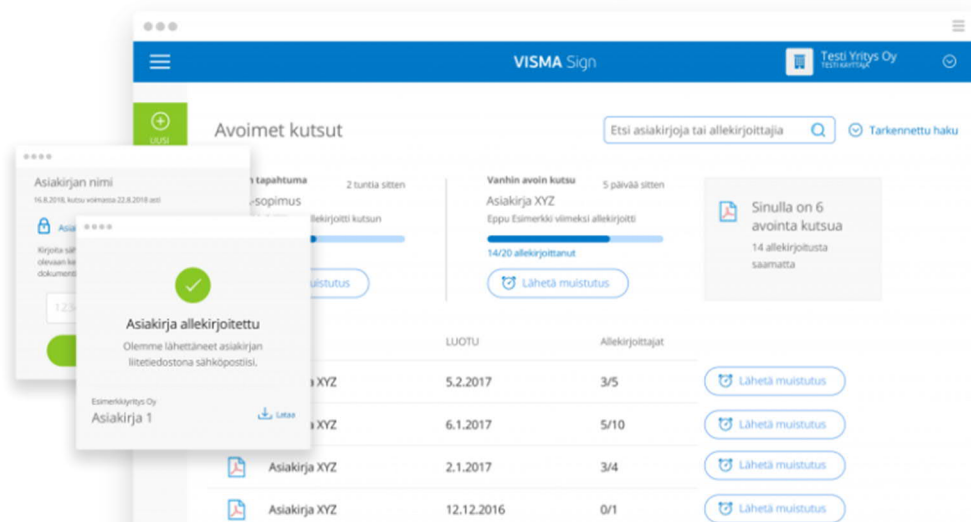 VISMA Sign
Testi Yritys Oy
TESTI KÄYTTÄJÄ
UUSI
Avoimet kutsut
Etsi asiakirjoja tai allekirjoittajia
Tarkennettu haku
tapahtuma
2 tuntia sitten
-sopimus
allekirjoitti kutsun
Vanhin avoin kutsu
5 päivää sitten
Asiakirja XYZ
Eppu Esimerkki viimeksi allekirjoitti
14/20 allekirjoittanut
Lähetä muistutus
Sinulla on 6
avointa kutsua
14 allekirjoitusta
saamatta
Asiakirjan nimi
16.8.2018, kutsu voimassa 22.8.2018 asti
Asia
Kirjoita
olevaan
123
Asiakirja allekirjoitettu
Olemme lähettäneet asiakirjan
liitetiedostona sähköpostiisi.
Esimerkkiyritys Oy
Asiakirja 1
Lataa
LUOTU
Allekirjoittajat
XYZ
5.2.2017
3/5
Lähetä muistutus
XYZ
6.1.2017
5/10
Lähetä muistutus
Asiakirja XYZ
2.1.2017
3/4
Lähetä muistutus
Asiakirja XYZ
12.12.2016
0/1
Lähetä muistutus